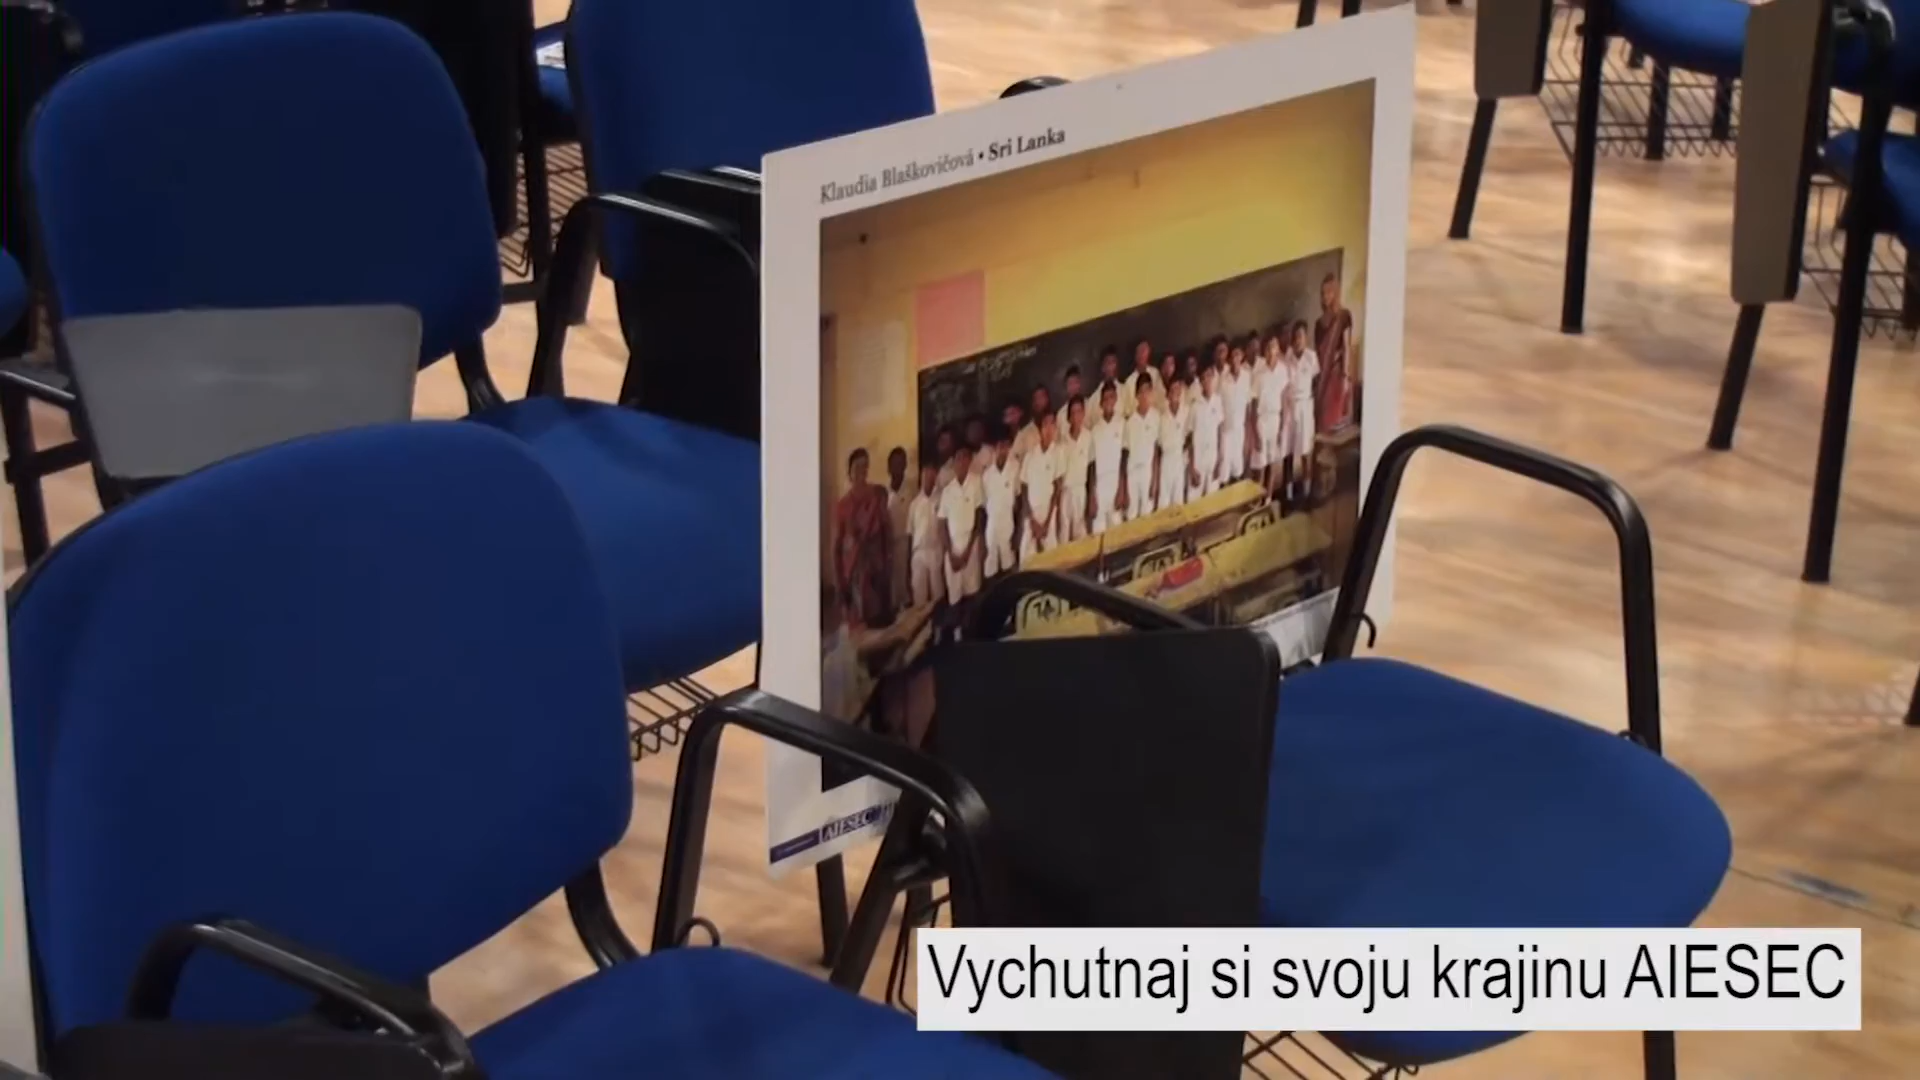 Klaudia Blaškovičová • Sri Lanka
AIESEC
Vychutnaj si svoju krajinu AIESEC